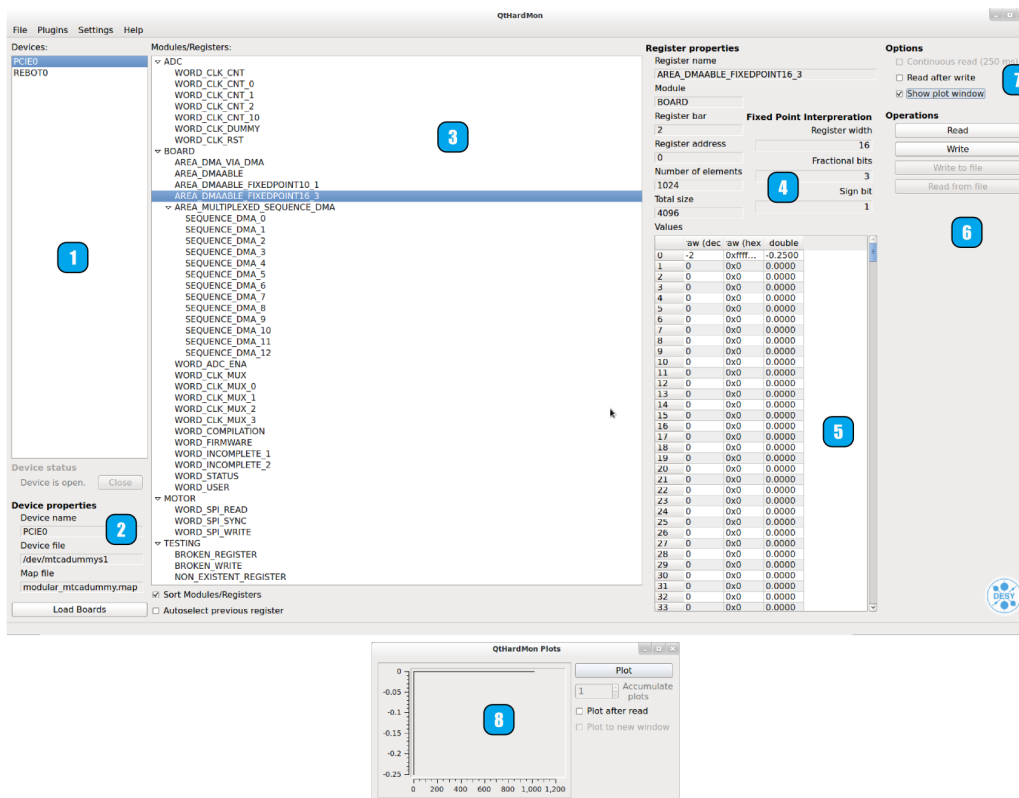 QtHardMon
File Plugins Settings Help
Devices:
PCIE0
REBOT0
1
Device status
Device is open. Close
Device properties
Device name
PCIE0
2
Device file
/dev/mtcadummys1
Map file
modular_mtcadummy.map
Load Boards
Modules/Registers:
ADC
WORD_CLK_CNT
WORD_CLK_CNT_0
WORD_CLK_CNT_1
WORD_CLK_CNT_2
WORD_CLK_CNT_10
WORD_CLK_DUMMY
WORD_CLK_RST
3
BOARD
AREA_DMA_VIA_DMA
AREA_DMAABLE
AREA_DMAABLE_FIXEDPOINT10_1
AREA_DMAABLE_FIXEDPOINT16_3
AREA_MULTIPLEXED_SEQUENCE_DMA
SEQUENCE_DMA_0
SEQUENCE_DMA_1
SEQUENCE_DMA_2
SEQUENCE_DMA_3
SEQUENCE_DMA_4
SEQUENCE_DMA_5
SEQUENCE_DMA_6
SEQUENCE_DMA_7
SEQUENCE_DMA_8
SEQUENCE_DMA_9
SEQUENCE_DMA_10
SEQUENCE_DMA_11
SEQUENCE_DMA_12
WORD_ADC_ENA
WORD_CLK_MUX
WORD_CLK_MUX_0
WORD_CLK_MUX_1
WORD_CLK_MUX_2
WORD_CLK_MUX_3
WORD_COMPILATION
WORD_FIRMWARE
WORD_INCOMPLETE_1
WORD_INCOMPLETE_2
WORD_STATUS
WORD_USER
MOTOR
WORD_SPI_READ
WORD_SPI_SYNC
WORD_SPI_WRITE
TESTING
BROKEN_REGISTER
BROKEN_WRITE
NON_EXISTENT_REGISTER
Sort Modules/Registers
Autoselect previous register
Register properties
Register name
AREA_DMAABLE_FIXEDPOINT16_3
Module
BOARD
Register bar
2
Register address
0
Number of elements
1024
Total size
4096
Fixed Point Interpreration
Register width
16
Fractional bits
3
Sign bit
1
4
Values
raw (dec raw (hex double
0 -2 0xffff... -0.2500
1 0 0x0 0.0000
2 0 0x0 0.0000
3 0 0x0 0.0000
4 0 0x0 0.0000
5 0 0x0 0.0000
6 0 0x0 0.0000
7 0 0x0 0.0000
8 0 0x0 0.0000
9 0 0x0 0.0000
10 0 0x0 0.0000
11 0 0x0 0.0000
12 0 0x0 0.0000
13 0 0x0 0.0000
14 0 0x0 0.0000
15 0 0x0 0.0000
16 0 0x0 0.0000
17 0 0x0 0.0000
18 0 0x0 0.0000
19 0 0x0 0.0000
20 0 0x0 0.0000
21 0 0x0 0.0000
22 0 0x0 0.0000
23 0 0x0 0.0000
24 0 0x0 0.0000
25 0 0x0 0.0000
26 0 0x0 0.0000
27 0 0x0 0.0000
28 0 0x0 0.0000
29 0 0x0 0.0000
30 0 0x0 0.0000
31 0 0x0 0.0000
32 0 0x0 0.0000
33 0 0x0 0.0000
5
Options
Continuous read (250 ms)
Read after write
Show plot window
7
Operations
Read
Write
Write to file
Read from file
6
DESY
QtHardMon Plots
0
-0.05
-0.1
-0.15
-0.2
-0.25
0 200 400 600 800 1,000 1,200
8
Plot
1 Accumulate
plots
Plot after read
Plot to new window